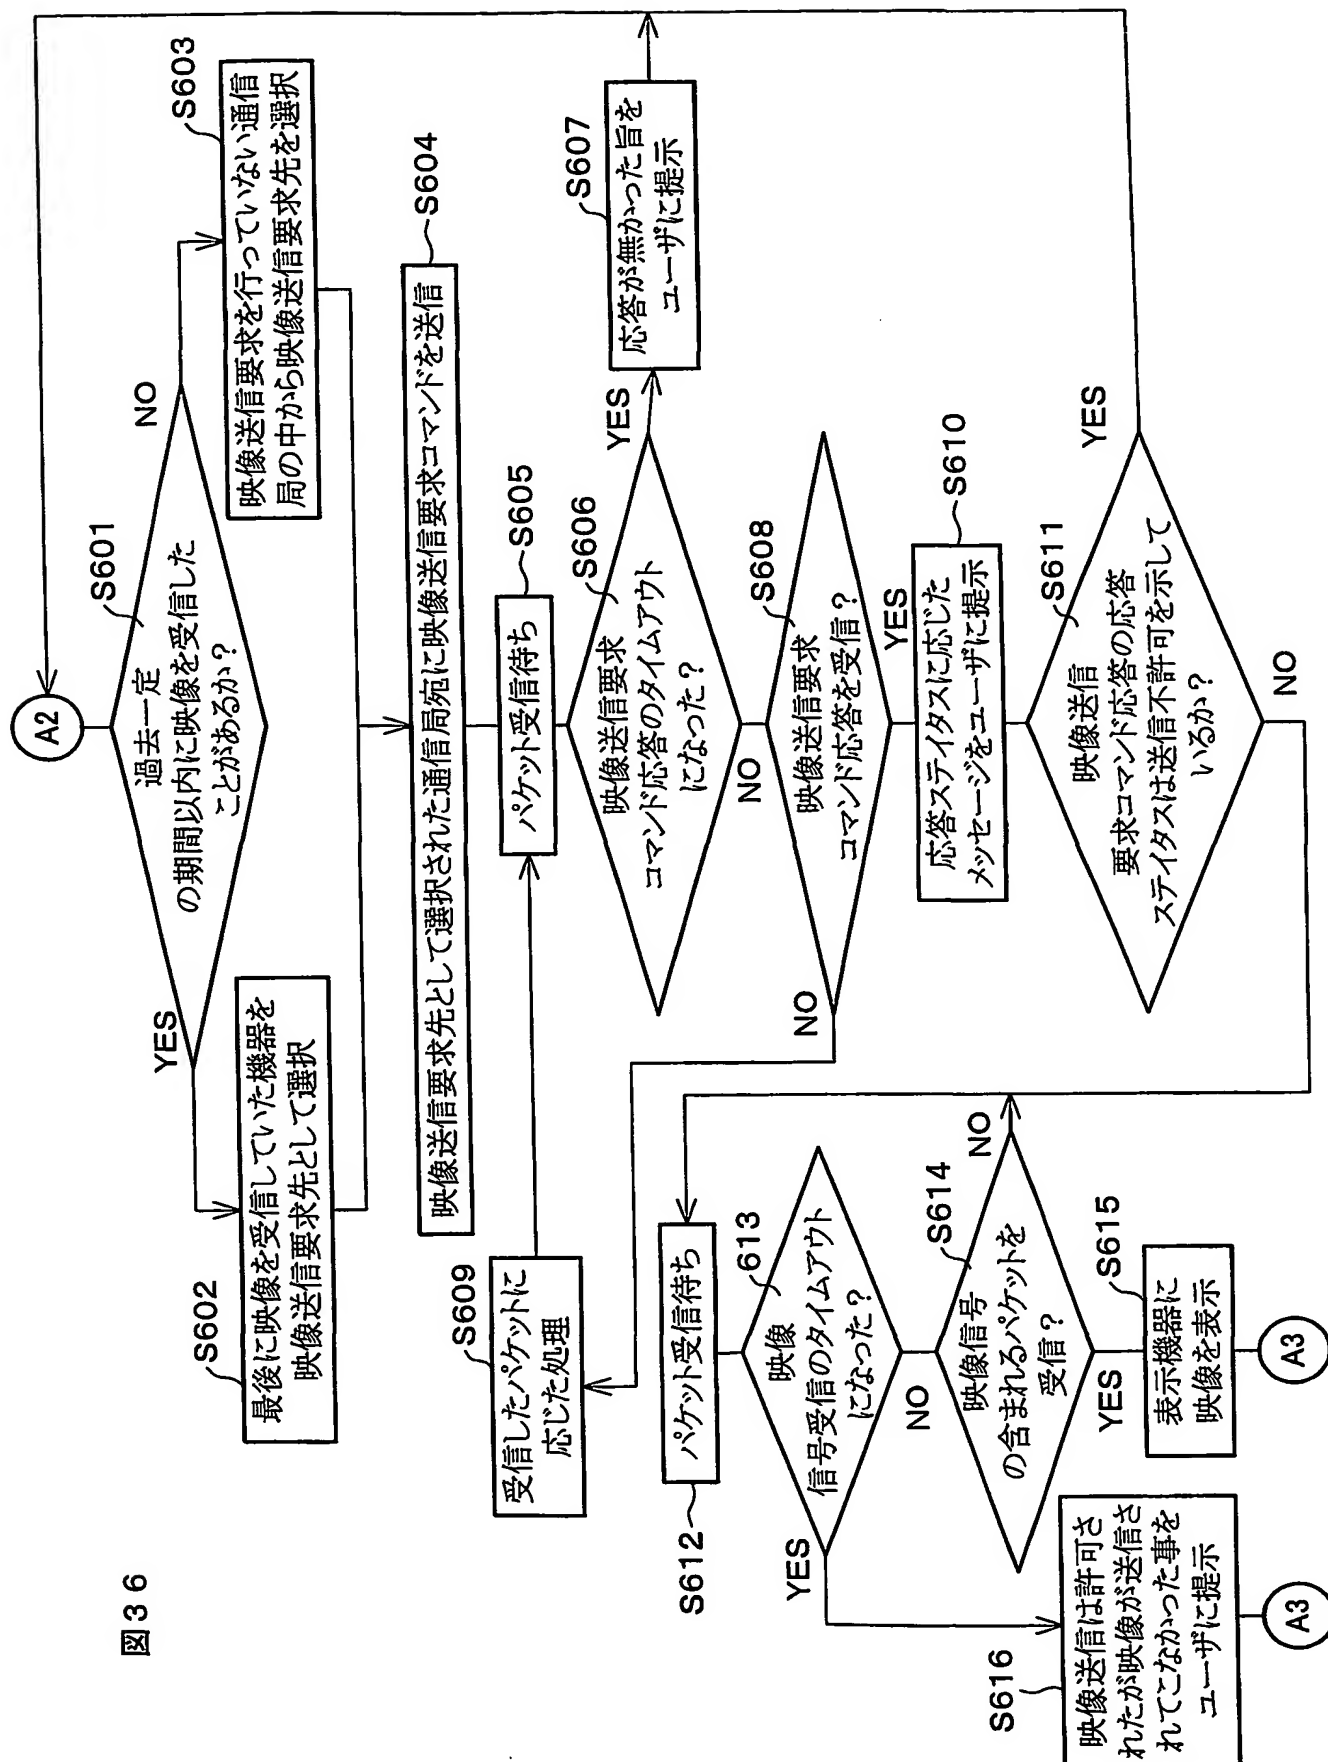 図36
A2
過去一定
の期間以内に映像を受信した
ことがあるか?
S601
YES
NO
最後に映像を受信していた機器を
映像送信要求先として選択
S602
映像送信要求を行っていない通信
局の中から映像送信要求先を選択
S603
映像送信要求先として選択された通信局宛に映像送信要求コマンドを送信
S604
パケット受信待ち
S605
映像送信要求
コマンド応答のタイムアウト
になった?
S606
YES
NO
応答が無かった旨を
ユーザに提示
S607
映像送信要求
コマンド応答を受信?
S608
NO
YES
受信したパケットに
応じた処理
S609
応答ステイタスに応じた
メッセージをユーザに提示
S610
映像送信
要求コマンド応答の応答
ステイタスは送信不許可を示して
いるか?
S611
YES
NO
パケット受信待ち
S612
映像
信号受信のタイムアウト
になった?
613
YES
NO
映像信号
の含まれるパケットを
受信?
S614
NO
YES
表示機器に
映像を表示
S615
A3
映像送信は許可さ
れたが映像が送信さ
れてこなかった事を
ユーザに提示
S616
A3